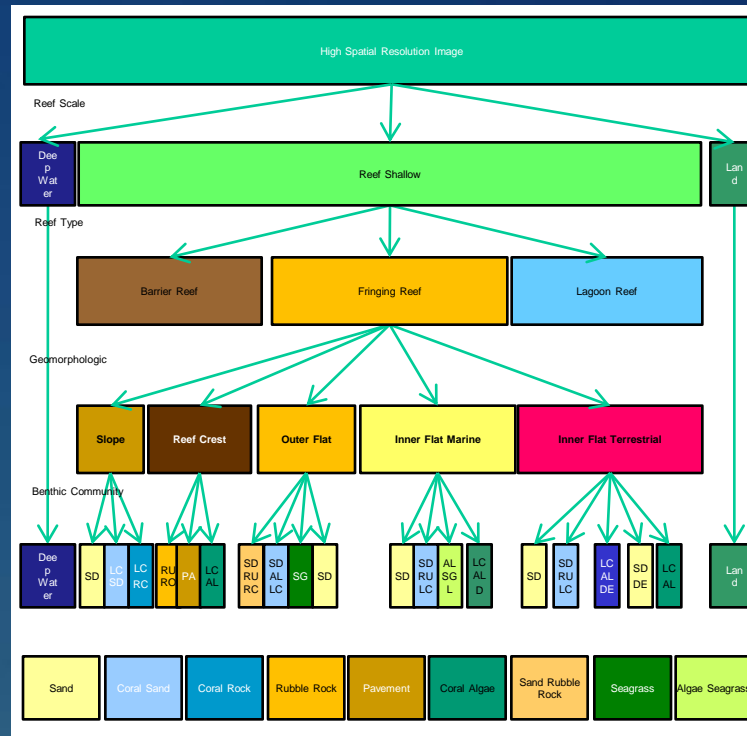 High Spatial Resolution Image
Reef Scale
Dee
p
Wat
er
Reef Shallow
Lan
d
Reef Type
Barrier Reef
Fringing Reef
Lagoon Reef
Geomorphologic
Slope
Reef Crest
Outer Flat
Inner Flat Marine
Inner Flat Terrestrial
Benthic Community
Dee
p
Wat
er
SD
LC
SD
LC
RC
RU
RO
PA
LC
AL
SD
RU
RC
SD
AL
LC
SG
SD
SD
SD
RU
LC
AL
SG
L
LC
AL
D
SD
SD
RU
LC
LC
AL
DE
SD
DE
LC
AL
Lan
d
Sand
Coral Sand
Coral Rock
Rubble Rock
Pavement
Coral Algae
Sand Rubble
Rock
Seagrass
Algae Seagrass